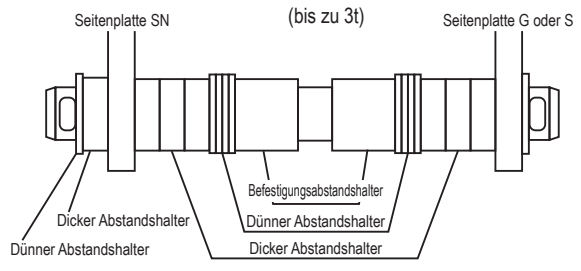 (bis zu 3t)
Seitenplatte SN
Seitenplatte G oder S
Befestigungsabstandshalter
Dicker Abstandshalter
Dünner Abstandshalter
Dünner Abstandshalter
Dicker Abstandshalter